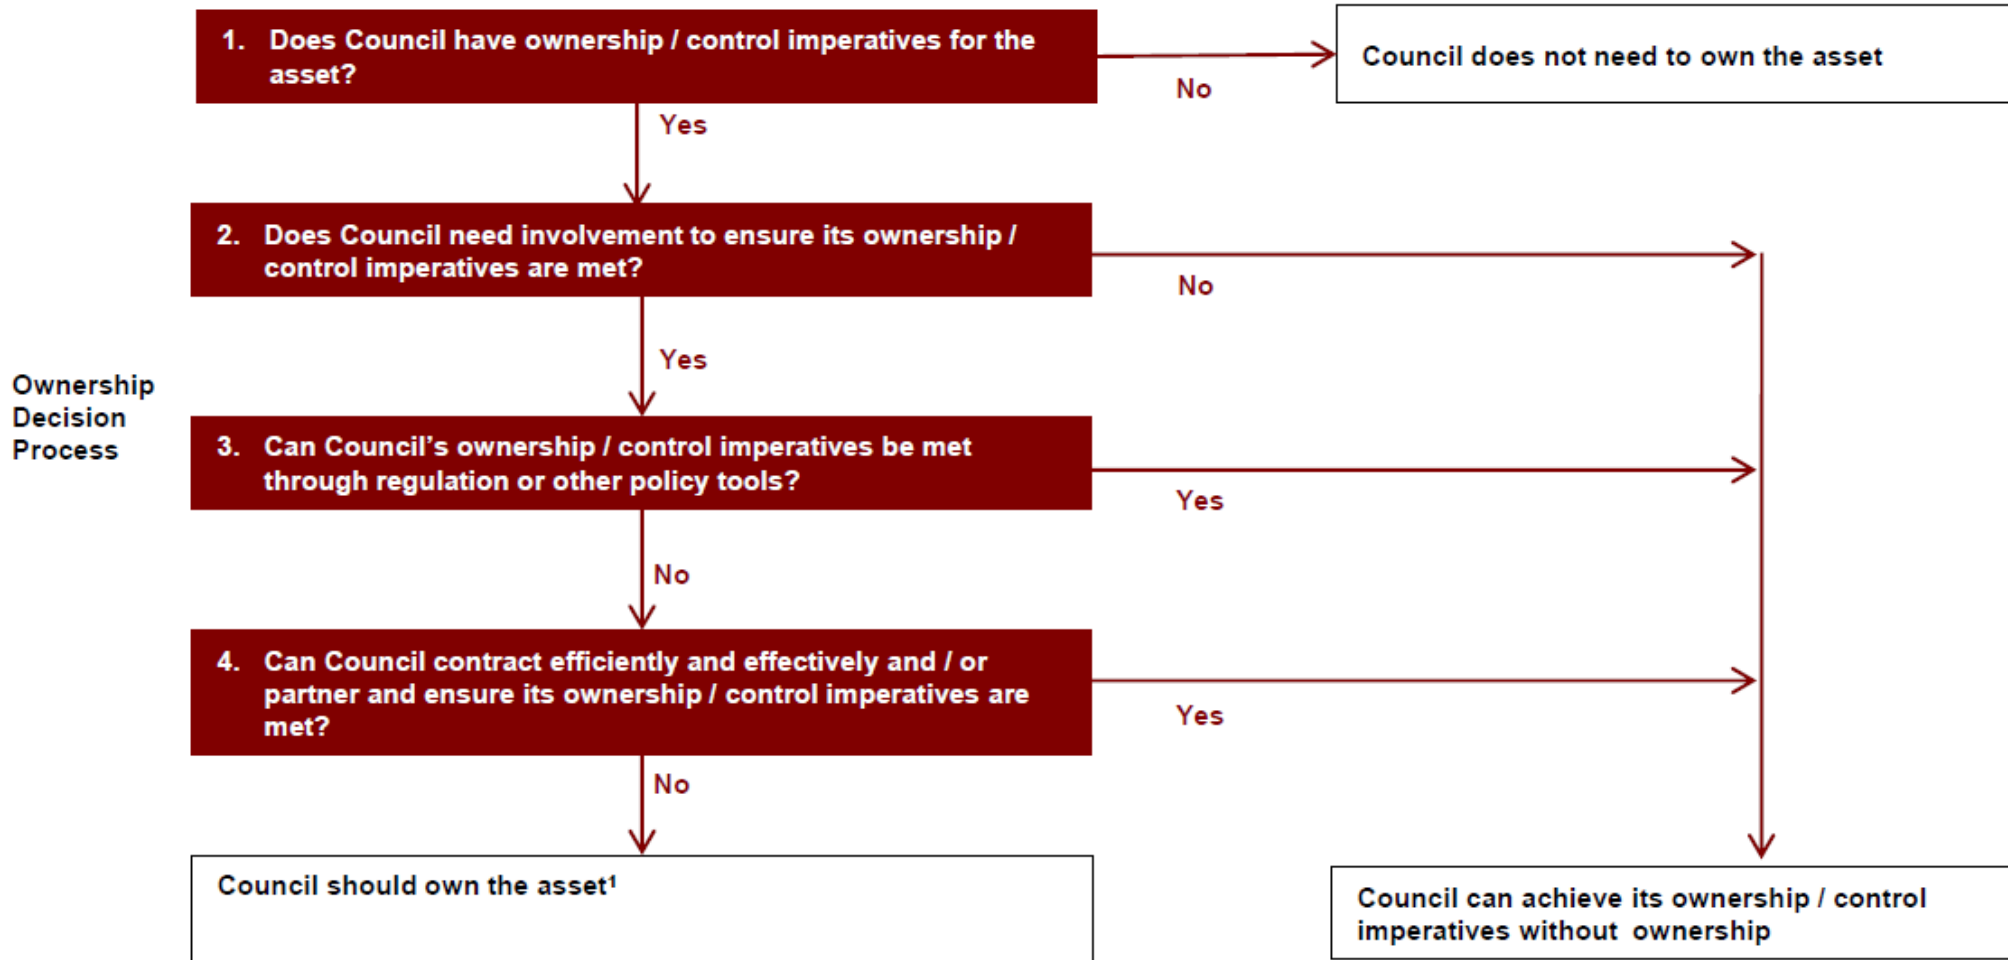 1. Does Council have ownership / control imperatives for the
asset?
No
Council does not need to own the asset
Yes
2. Does Council need involvement to ensure its ownership /
control imperatives are met?
No
Yes
Ownership
Decision
Process
3. Can Council’s ownership / control imperatives be met
through regulation or other policy tools?
Yes
No
4. Can Council contract efficiently and effectively and / or
partner and ensure its ownership / control imperatives are
met?
Yes
No
Council should own the asset¹
Council can achieve its ownership / control
imperatives without ownership